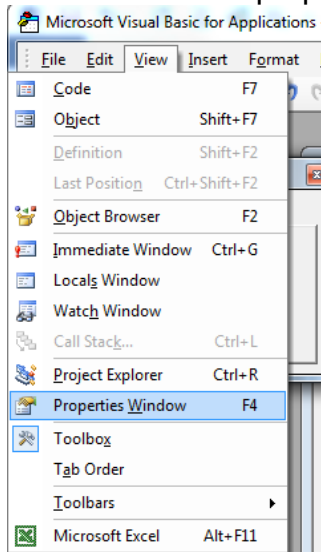 Microsoft Visual Basic for Applications
File Edit View Insert Format
Code F7
Object Shift+F7
Definition Shift+F2
Last Position Ctrl+Shift+F2
Object Browser F2
Immediate Window Ctrl+G
Locals Window
Watch Window
Call Stack... Ctrl+L
Project Explorer Ctrl+R
Properties Window F4
Toolbox
Tab Order
Toolbars
Microsoft Excel Alt+F11